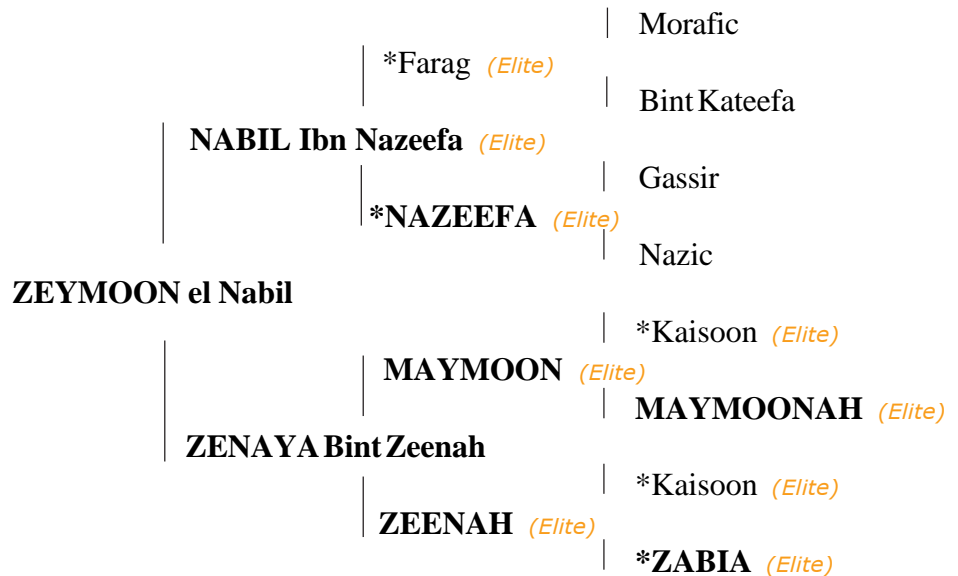 Morafic
*Farag (Elite)
Bint Kateefa
NABIL Ibn Nazeefa (Elite)
Gassir
*NAZEEFA (Elite)
Nazic
ZEYMOON el Nabil
*Kaisoon (Elite)
MAYMOON (Elite)
MAYMOONAH (Elite)
ZENAYA Bint Zeenah
*Kaisoon (Elite)
ZEENAH (Elite)
*ZABIA (Elite)